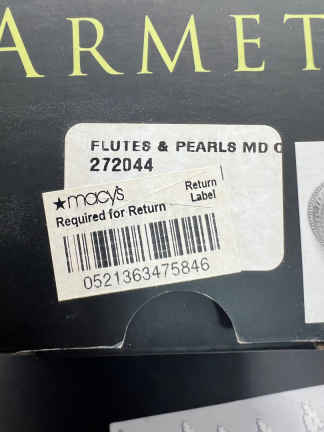 ARMET
FLUTES & PEARLS MD
272044
★macy's
Return
Label
Required for Return
0521363475846